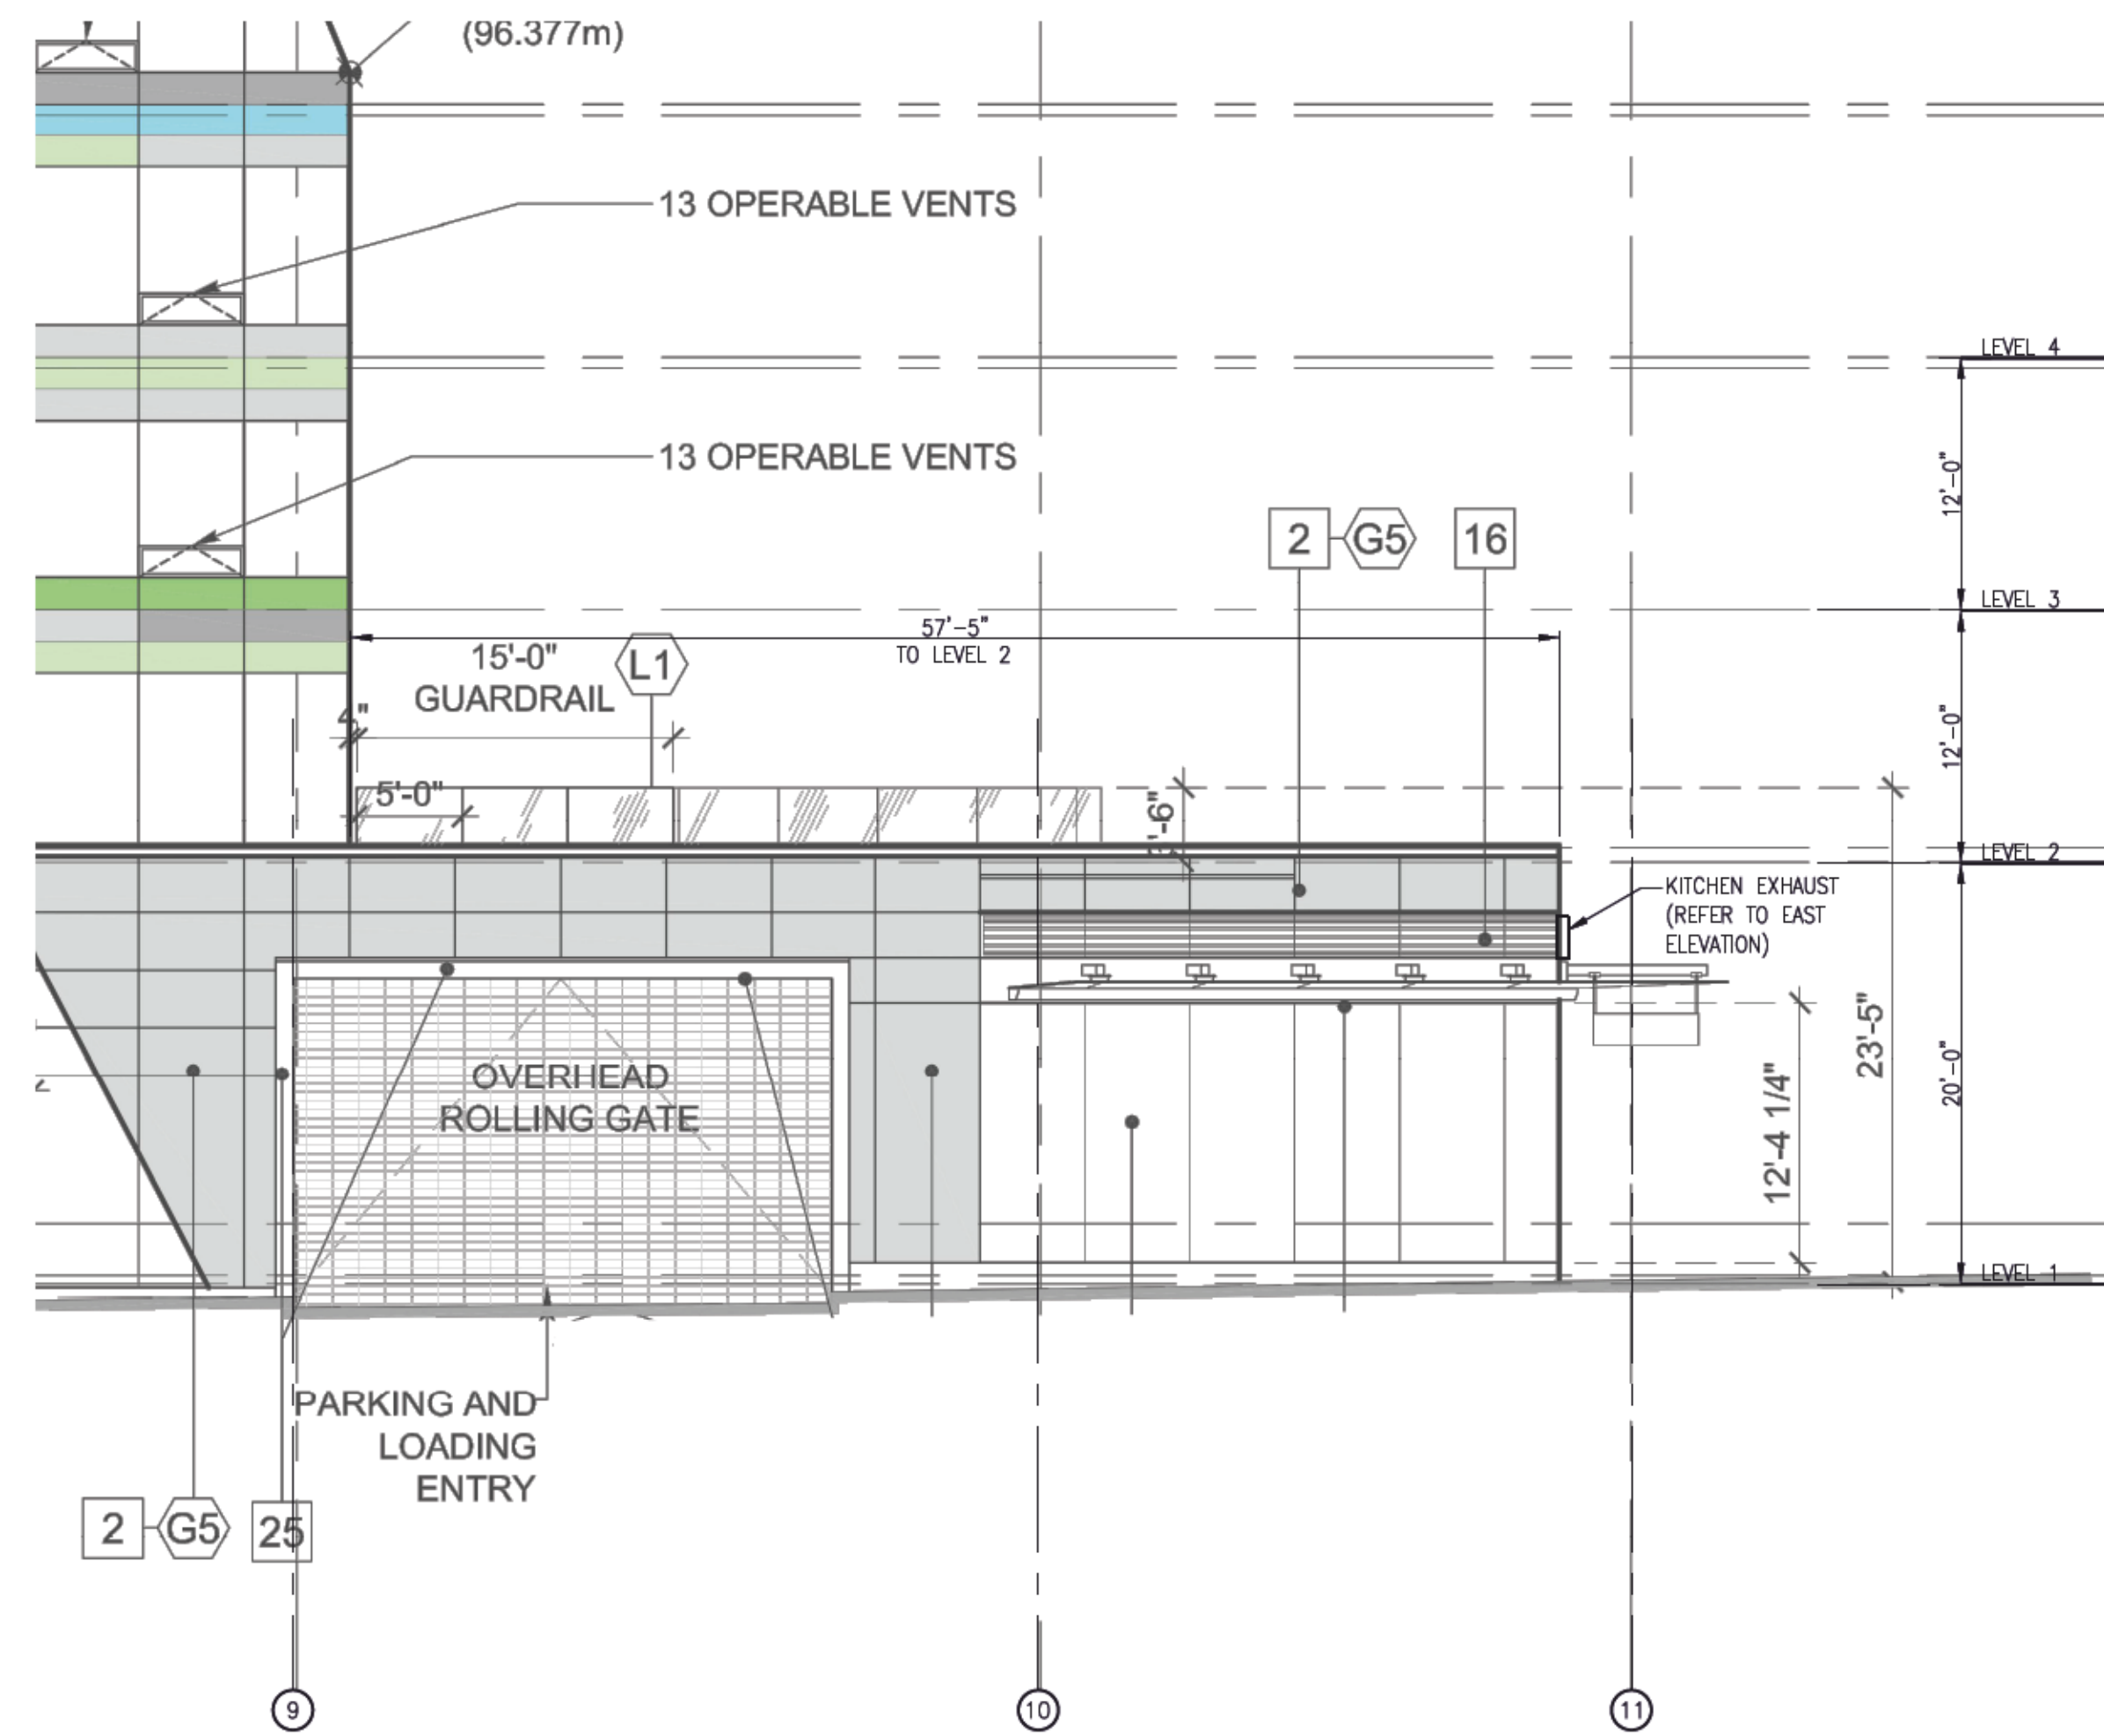 (96.377m)
13 OPERABLE VENTS
LEVEL 4
12'-0"
13 OPERABLE VENTS
2
G5
16
LEVEL 3
57'-5"
TO LEVEL 2
15'-0"
GUARDRAIL
L1
4"
12'-0"
5'-0"
LEVEL 2
KITCHEN EXHAUST
(REFER TO EAST
ELEVATION)
23'-5"
20'-0"
12'-4 1/4"
OVERHEAD
ROLLING GATE
LEVEL 1
PARKING AND
LOADING
ENTRY
2
G5
25
9
10
11